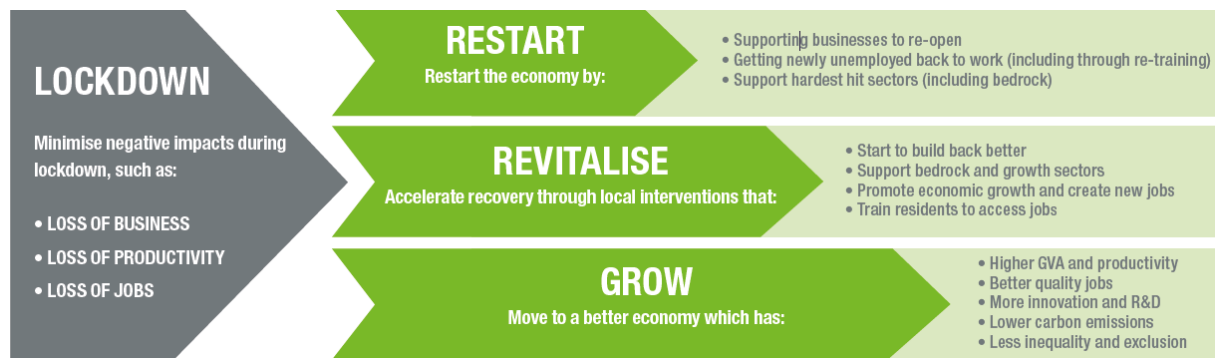 LOCKDOWN
Minimise negative impacts during
lockdown, such as:
• LOSS OF BUSINESS
• LOSS OF PRODUCTIVITY
• LOSS OF JOBS
RESTART
Restart the economy by:
• Supporting businesses to re-open
• Getting newly unemployed back to work (including through re-training)
• Support hardest hit sectors (including bedrock)
REVITALISE
Accelerate recovery through local interventions that:
• Start to build back better
• Support bedrock and growth sectors
• Promote economic growth and create new jobs
• Train residents to access jobs
GROW
Move to a better economy which has:
• Higher GVA and productivity
• Better quality jobs
• More innovation and R&D
• Lower carbon emissions
• Less inequality and exclusion